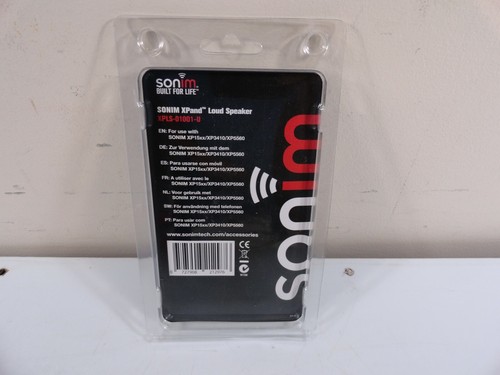 sonim
BUILT FOR LIFE™
SONIM XPand™ Loud Speaker
XPLS-01001-U
EN: For use with
SONIM XP15xx/XP3410/XP5560
DE: Zur Verwendung mit dem
SONIM XP15xx/XP3410/XP5560
ES: Para usarse con móvil
SONIM XP15xx/XP3410/XP5560
FR: A utiliser avec le
SONIM XP15xx/XP3410/XP5560
NL: Voor gebruik met
SONIM XP15xx/XP3410/XP5560
SW: För användning med telefonen
SONIM XP15xx/XP3410/XP5560
PT: Para usar com
SONIM XP15xx/XP3410/XP5560
www.sonimtech.com/accessories
CE
sonim